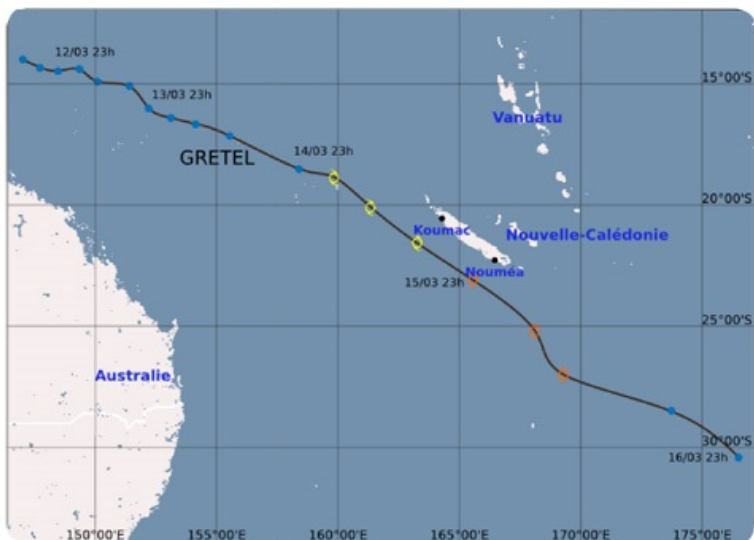 12/03 23h
15°00'S
13/03 23h
Vanuatu
14/03 23h
GRETEL
20°00'S
Koumac
Nouvelle-Calédonie
Nouméa
15/03 23h
25°00'S
Australie
30°00'S
16/03 23h
150°00'E
155°00'E
160°00'E
165°00'E
170°00'E
175°00'E